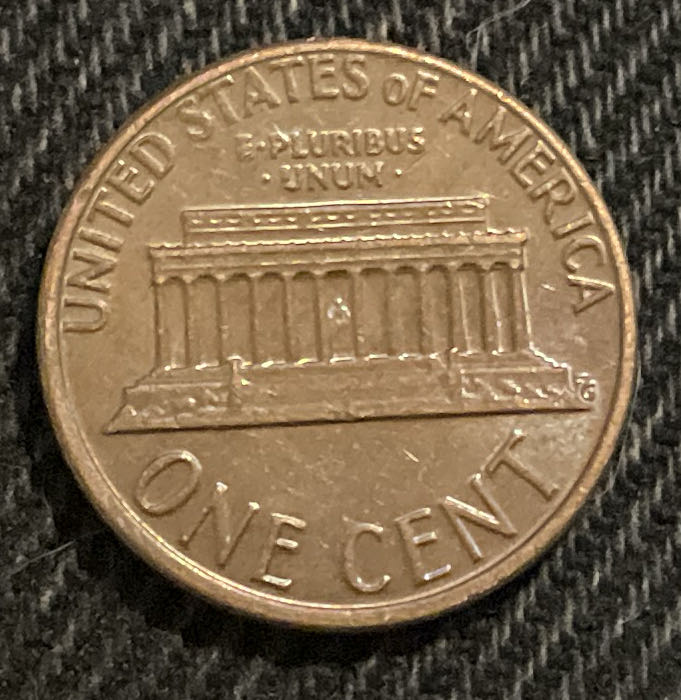 UNITED STATES OF AMERICA
E·PLURIBUS
·UNUM·
ONE CENT